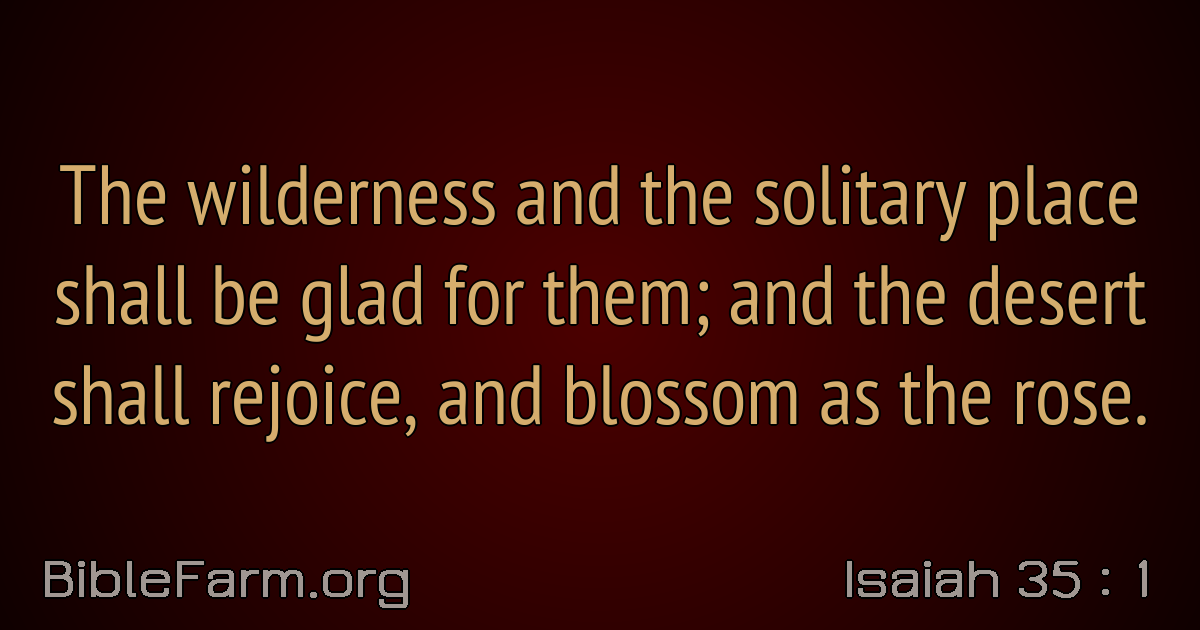 The wilderness and the solitary place
shall be glad for them; and the desert
shall rejoice, and blossom as the rose.
BibleFarm.org
Isaiah 35 : 1